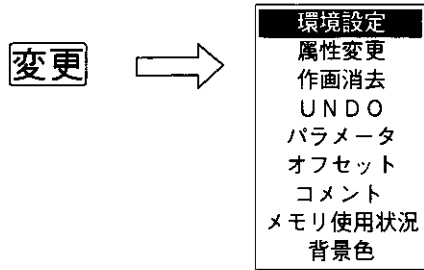 変更
環境設定
属性変更
作画消去
UNDO
パラメータ
オフセット
コメント
メモリ使用状況
背景色